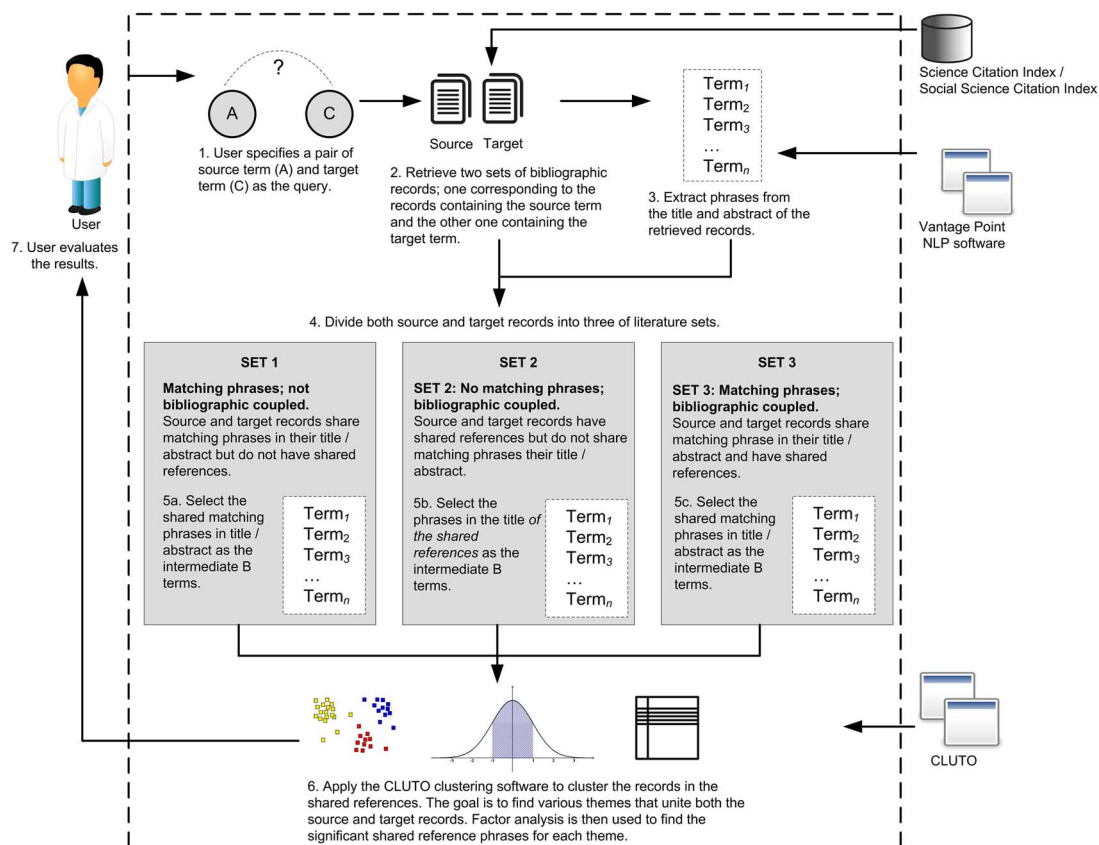 ?
A
C
1. User specifies a pair of
source term (A) and target
term (C) as the query.
Source Target
2. Retrieve two sets of bibliographic
records; one corresponding to the
records containing the source term
and the other one containing the
target term.
Term1
Term2
Term3
...
Termn
3. Extract phrases from
the title and abstract of the
retrieved records.
Science Citation Index /
Social Science Citation Index
Vantage Point
NLP software
User
7. User evaluates
the results.
4. Divide both source and target records into three of literature sets.
SET 1
Matching phrases; not
bibliographic coupled.
Source and target records share
matching phrases in their title /
abstract but do not have shared
references.
5a. Select the
shared matching
phrases in title /
abstract as the
intermediate B
terms.
Term1
Term2
Term3
...
Termn
SET 2
SET 2: No matching phrases;
bibliographic coupled.
Source and target records have
shared references but do not share
matching phrases their title /
abstract.
5b. Select the
phrases in the title of
the shared
references as the
intermediate B
terms.
Term1
Term2
Term3
...
Termn
SET 3
SET 3: Matching phrases;
bibliographic coupled.
Source and target records share
matching phrase in their title /
abstract and have shared
references.
5c. Select the
shared matching
phrases in title /
abstract as the
intermediate B
terms.
Term1
Term2
Term3
...
Termn
-3 -2 -1 0 1 2 3
CLUTO
6. Apply the CLUTO clustering software to cluster the records in the
shared references. The goal is to find various themes that unite both the
source and target records. Factor analysis is then used to find the
significant shared reference phrases for each theme.